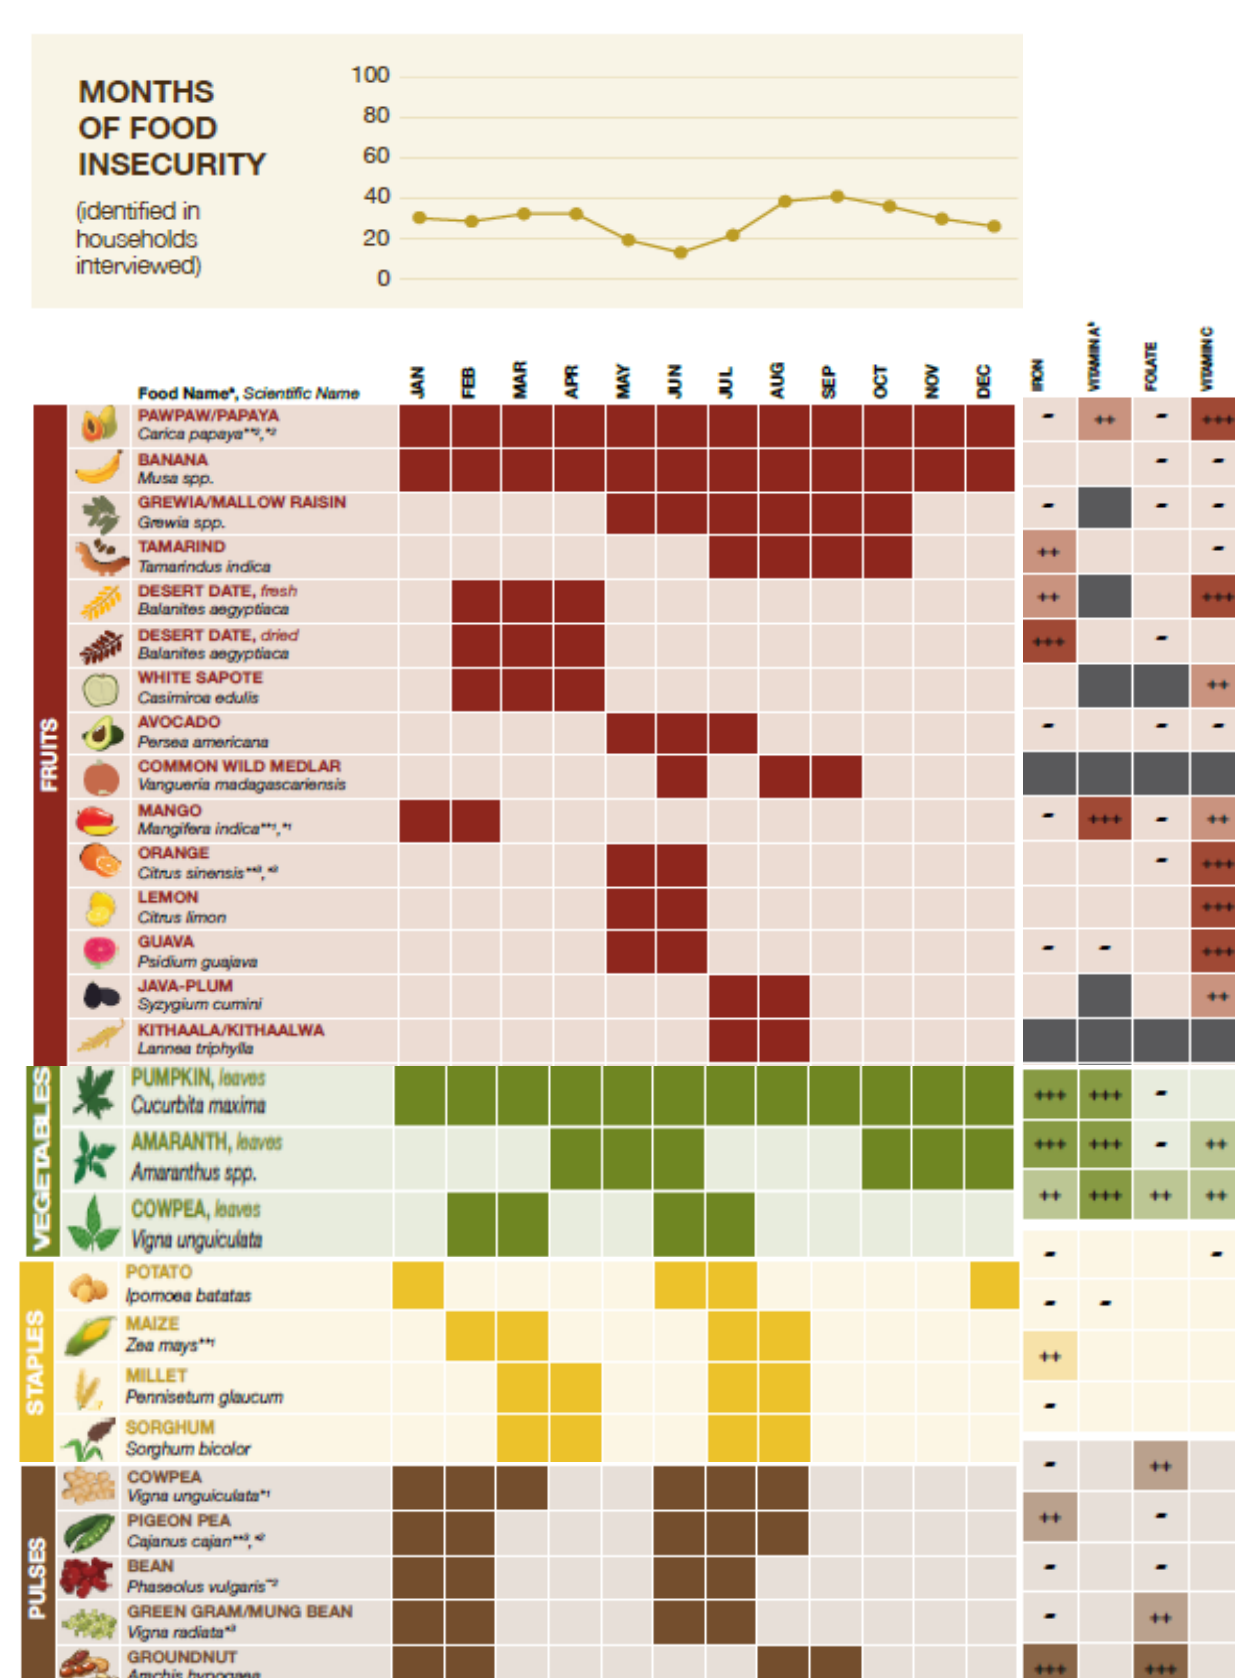 MONTHS
OF FOOD
INSECURITY
(identified in
households
interviewed)
100
80
60
40
20
0
Food Name*, Scientific Name
JAN FEB MAR APR MAY JUN JUL AUG SEP OCT NOV DEC IRON VITAMIN A FOLATE VITAMIN C
FRUITS
PAWPAW/PAPAYA
Carica papaya
- ++ - +++
BANANA
Musa spp.
- -
GREWIA/MALLOW RAISIN
Grewia spp.
- - -
TAMARIND
Tamarindus indica
++ -
DESERT DATE, fresh
Balanites aegyptiaca
++ +++
DESERT DATE, dried
Balanites aegyptiaca
+++ -
WHITE SAPOTE
Casimiroa edulis
++
AVOCADO
Persea americana
- - -
COMMON WILD MEDLAR
Vangueria madagascariensis
MANGO
Mangifera indica**¹,*¹
- +++ - ++
ORANGE
Citrus sinensis
- +++
LEMON
Citrus limon
+++
GUAVA
Psidium guajava
- - +++
JAVA-PLUM
Syzygium cumini
++
KITHAALA/KITHAALWA
Lannea triphylla
VEGETABLES
PUMPKIN, leaves
Cucurbita maxima
+++ +++ -
AMARANTH, leaves
Amaranthus spp.
+++ +++ - ++
COWPEA, leaves
Vigna unguiculata
++ +++ ++ ++
STAPLES
POTATO
Ipomoea batatas
- -
MAIZE
Zea mays**¹
- -
MILLET
Pennisetum glaucum
++
SORGHUM
Sorghum bicolor
-
PULSES
COWPEA
Vigna unguiculata*¹
- ++
PIGEON PEA
Cajanus cajan
++ -
BEAN
Phaseolus vulgaris
- -
GREEN GRAM/MUNG BEAN
Vigna radiata
- ++
GROUNDNUT
Arachis hypogaea
+++ +++